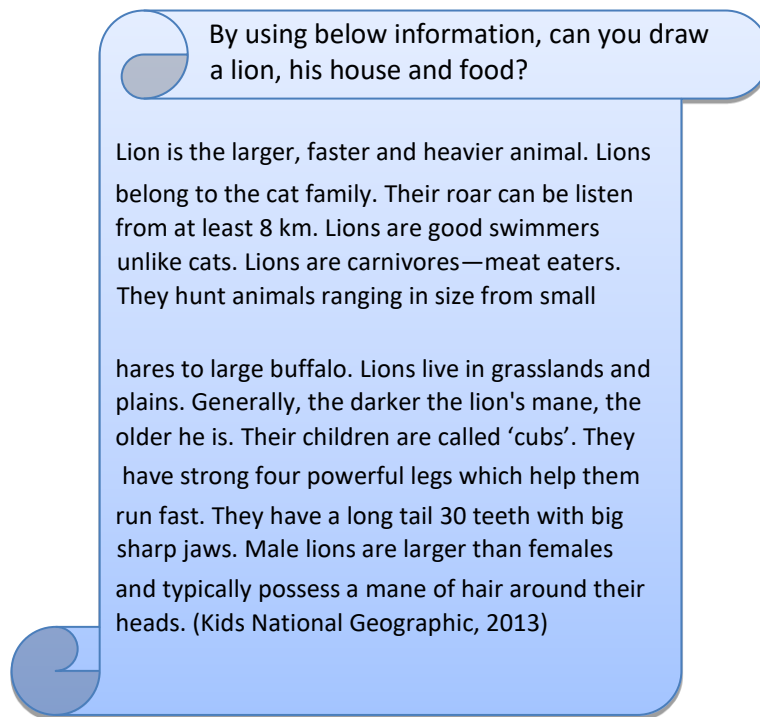 By using below information, can you draw
a lion, his house and food?
Lion is the larger, faster and heavier animal. Lions
belong to the cat family. Their roar can be listen
from at least 8 km. Lions are good swimmers
unlike cats. Lions are carnivores—meat eaters.
They hunt animals ranging in size from small
hares to large buffalo. Lions live in grasslands and
plains. Generally, the darker the lion's mane, the
older he is. Their children are called ‘cubs’. They
have strong four powerful legs which help them
run fast. They have a long tail 30 teeth with big
sharp jaws. Male lions are larger than females
and typically possess a mane of hair around their
heads. (Kids National Geographic, 2013)